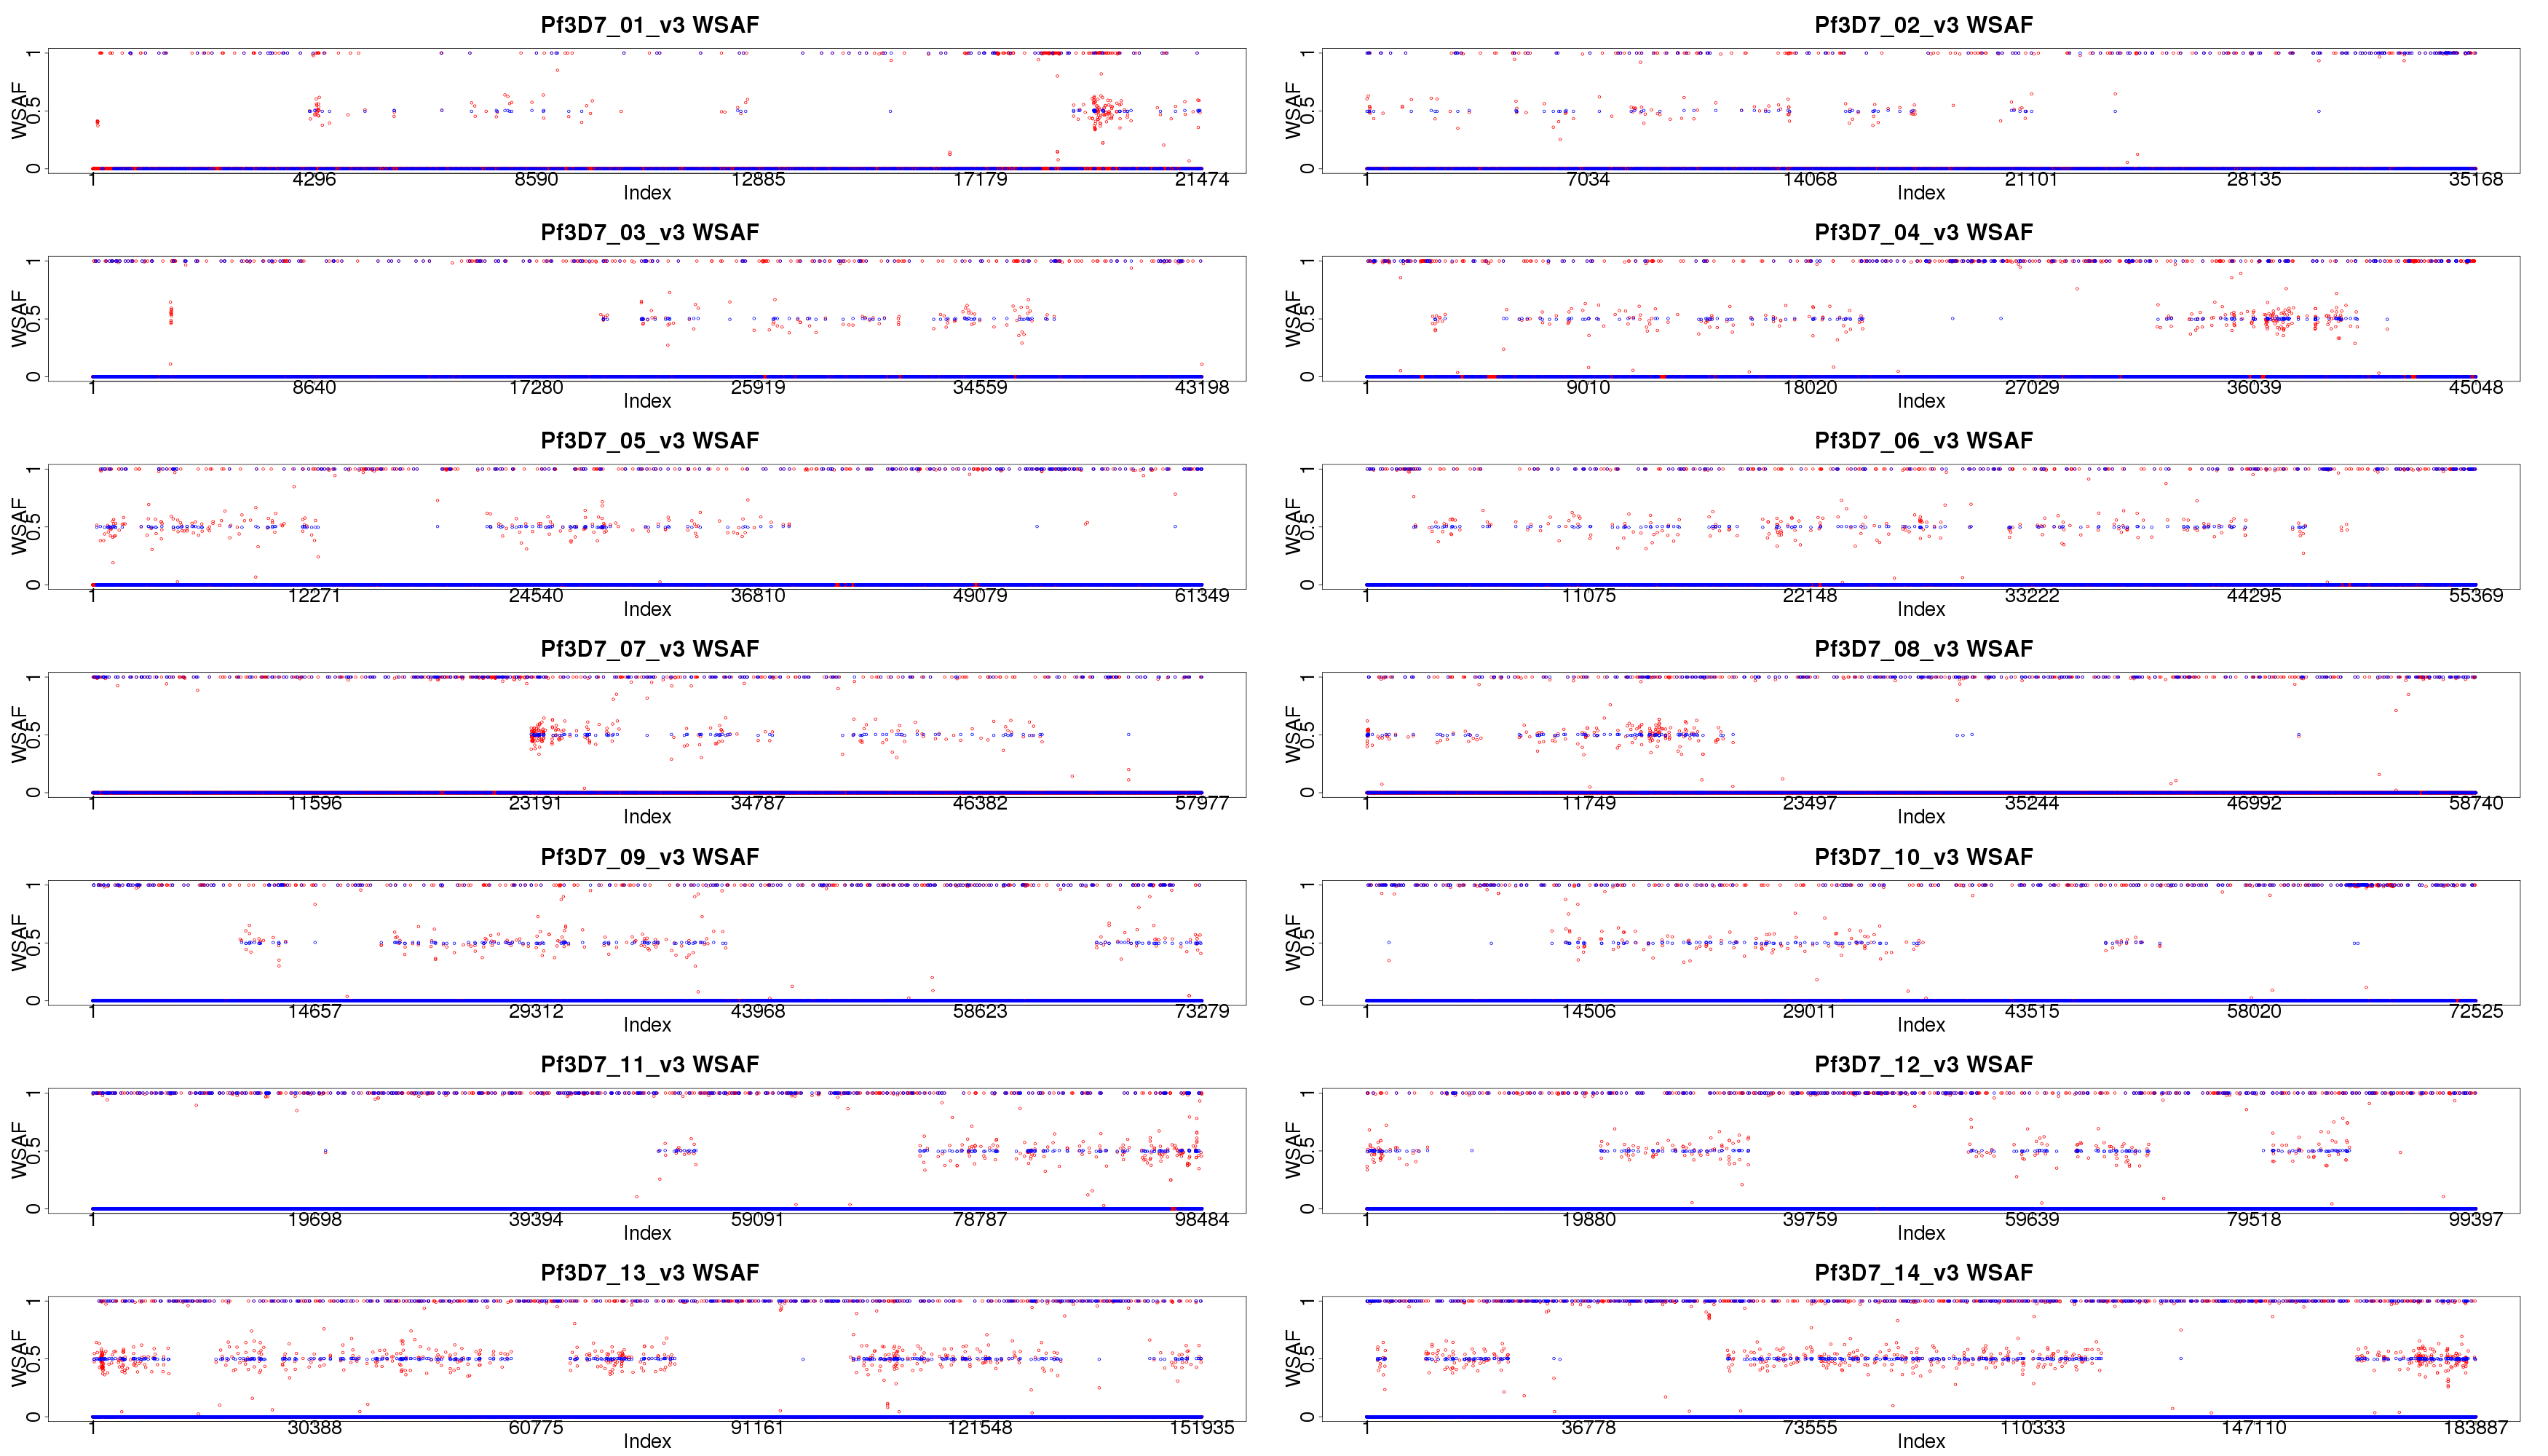 Pf3D7_01_v3 WSAF
WSAF
0 0.5 1
1 4296 8590 12885 17179 21474
Index
Pf3D7_02_v3 WSAF
WSAF
0 0.5 1
1 7034 14068 21101 28135 35168
Index
Pf3D7_03_v3 WSAF
WSAF
0 0.5 1
1 8640 17280 25919 34559 43198
Index
Pf3D7_04_v3 WSAF
WSAF
0 0.5 1
1 9010 18020 27029 36039 45048
Index
Pf3D7_05_v3 WSAF
WSAF
0 0.5 1
1 12271 24540 36810 49079 61349
Index
Pf3D7_06_v3 WSAF
WSAF
0 0.5 1
1 11075 22148 33222 44295 55369
Index
Pf3D7_07_v3 WSAF
WSAF
0 0.5 1
1 11596 23191 34787 46382 57977
Index
Pf3D7_08_v3 WSAF
WSAF
0 0.5 1
1 11749 23497 35244 46992 58740
Index
Pf3D7_09_v3 WSAF
WSAF
0 0.5 1
1 14657 29312 43968 58623 73279
Index
Pf3D7_10_v3 WSAF
WSAF
0 0.5 1
1 14506 29011 43515 58020 72525
Index
Pf3D7_11_v3 WSAF
WSAF
0 0.5 1
1 19698 39394 59091 78787 98484
Index
Pf3D7_12_v3 WSAF
WSAF
0 0.5 1
1 19880 39759 59639 79518 99397
Index
Pf3D7_13_v3 WSAF
WSAF
0 0.5 1
1 30388 60775 91161 121548 151935
Index
Pf3D7_14_v3 WSAF
WSAF
0 0.5 1
1 36778 73555 110333 147110 183887
Index